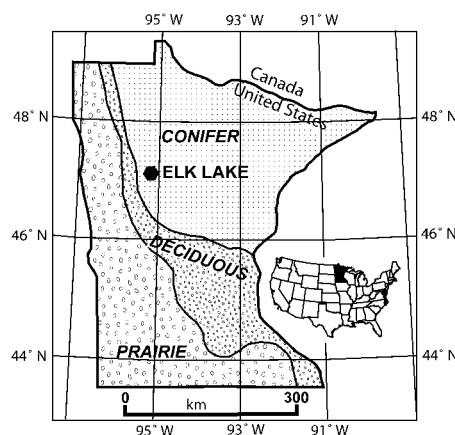 95° W 93° W 91° W
Canada
United States
48° N 48° N
CONIFER
ELK LAKE
46° N 46° N
DECIDUOUS
44° N 44° N
PRAIRIE
0 300
km
95° W 93° W 91° W